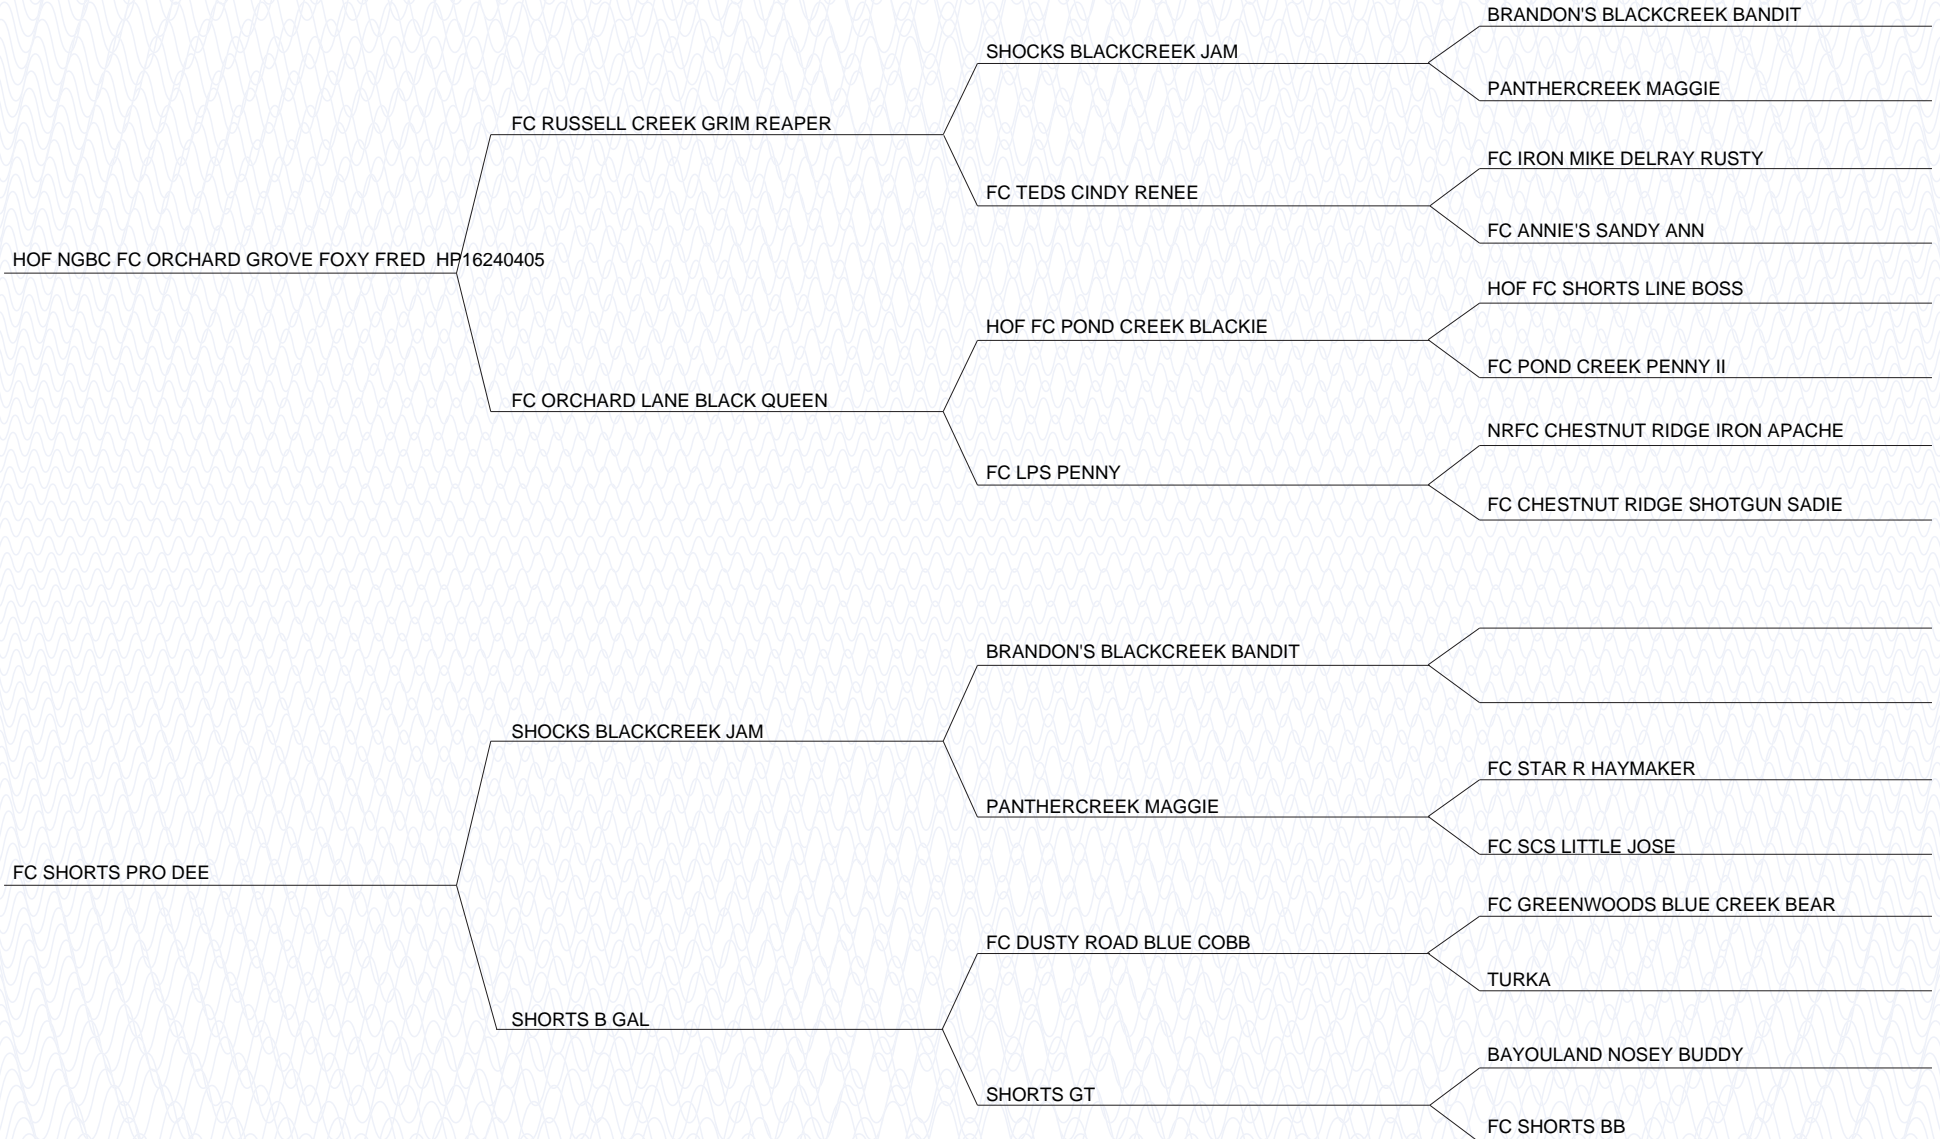 BRANDON'S BLACKCREEK BANDIT
SHOCKS BLACKCREEK JAM
PANTHERCREEK MAGGIE
FC RUSSELL CREEK GRIM REAPER
FC IRON MIKE DELRAY RUSTY
FC TEDS CINDY RENEE
FC ANNIE'S SANDY ANN
HOF NGBC FC ORCHARD GROVE FOXY FRED HP16240405
HOF FC SHORTS LINE BOSS
HOF FC POND CREEK BLACKIE
FC POND CREEK PENNY II
FC ORCHARD LANE BLACK QUEEN
NRFC CHESTNUT RIDGE IRON APACHE
FC LPS PENNY
FC CHESTNUT RIDGE SHOTGUN SADIE
BRANDON'S BLACKCREEK BANDIT
SHOCKS BLACKCREEK JAM
FC STAR R HAYMAKER
PANTHERCREEK MAGGIE
FC SCS LITTLE JOSE
FC SHORTS PRO DEE
FC GREENWOODS BLUE CREEK BEAR
FC DUSTY ROAD BLUE COBB
TURKA
SHORTS B GAL
BAYOULAND NOSEY BUDDY
SHORTS GT
FC SHORTS BB